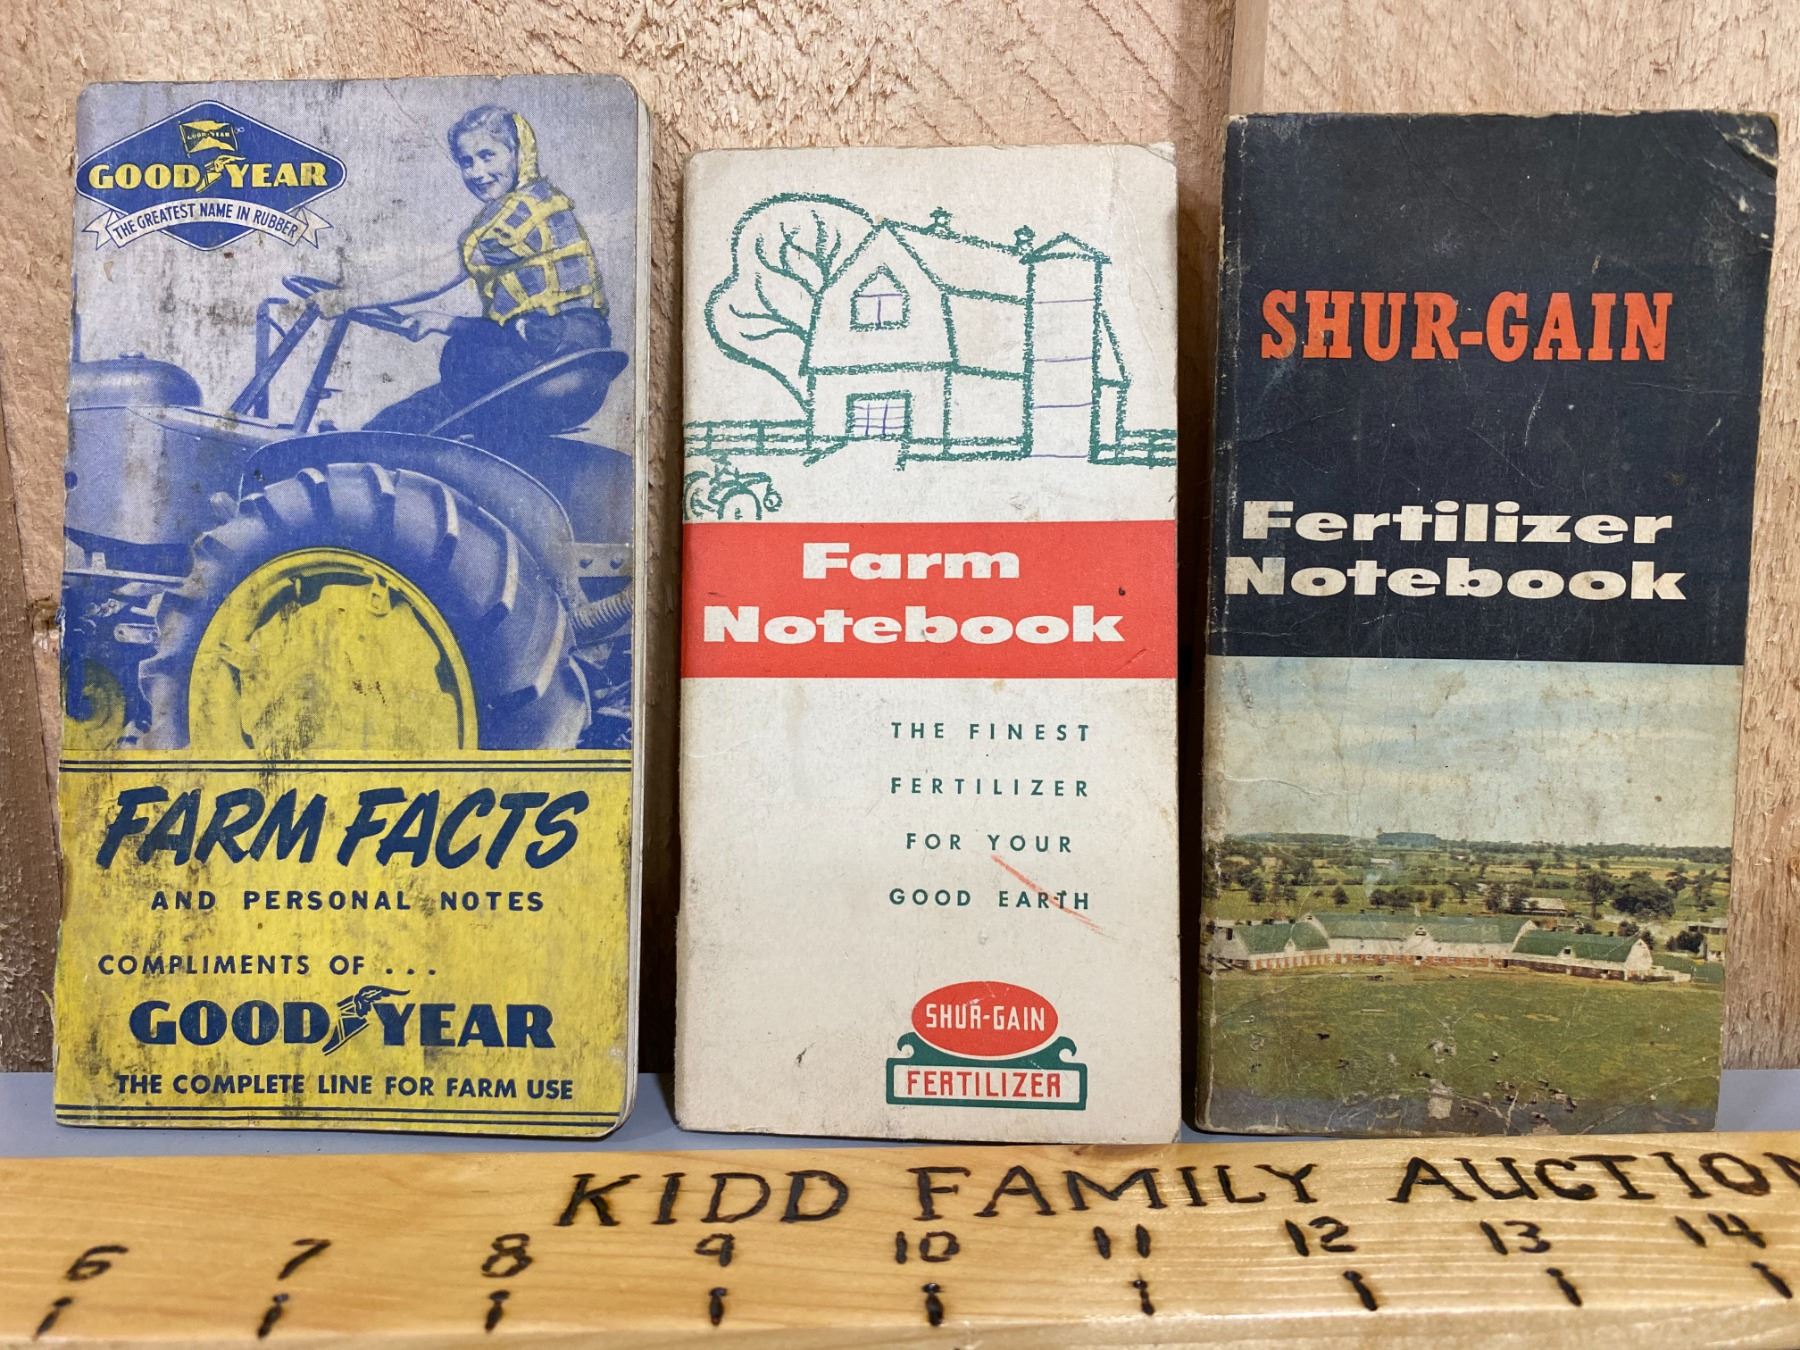 GOOD-YEAR
GOOD YEAR
THE GREATEST NAME IN RUBBER
FARM FACTS
AND PERSONAL NOTES
COMPLIMENTS OF . . .
GOOD YEAR
THE COMPLETE LINE FOR FARM USE
Farm
Notebook
THE FINEST
FERTILIZER
FOR YOUR
GOOD EARTH
SHUR-GAIN
FERTILIZER
SHUR-GAIN
Fertilizer
Notebook
KIDD FAMILY AUCTION
6 7 8 9 10 11 12 13 14